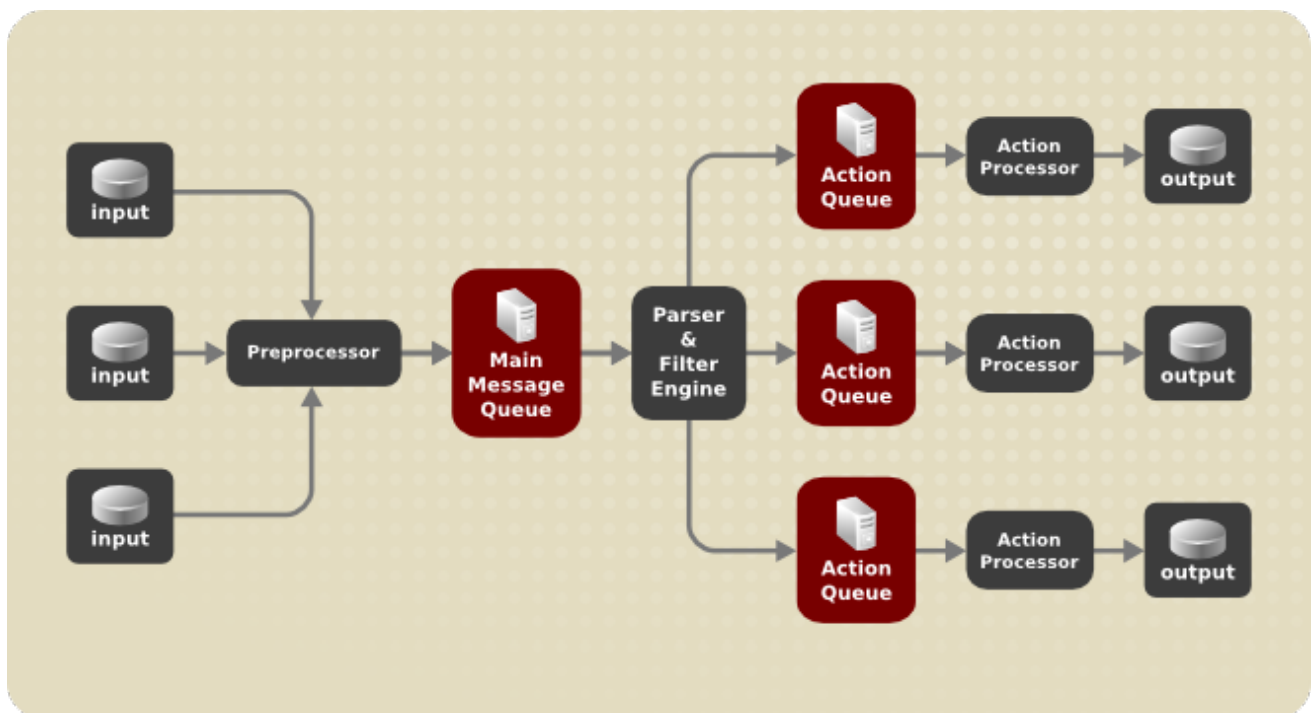 input
input
input
Preprocessor
Main
Message
Queue
Parser
&
Filter
Engine
Action
Queue
Action
Processor
output
Action
Queue
Action
Processor
output
Action
Queue
Action
Processor
output